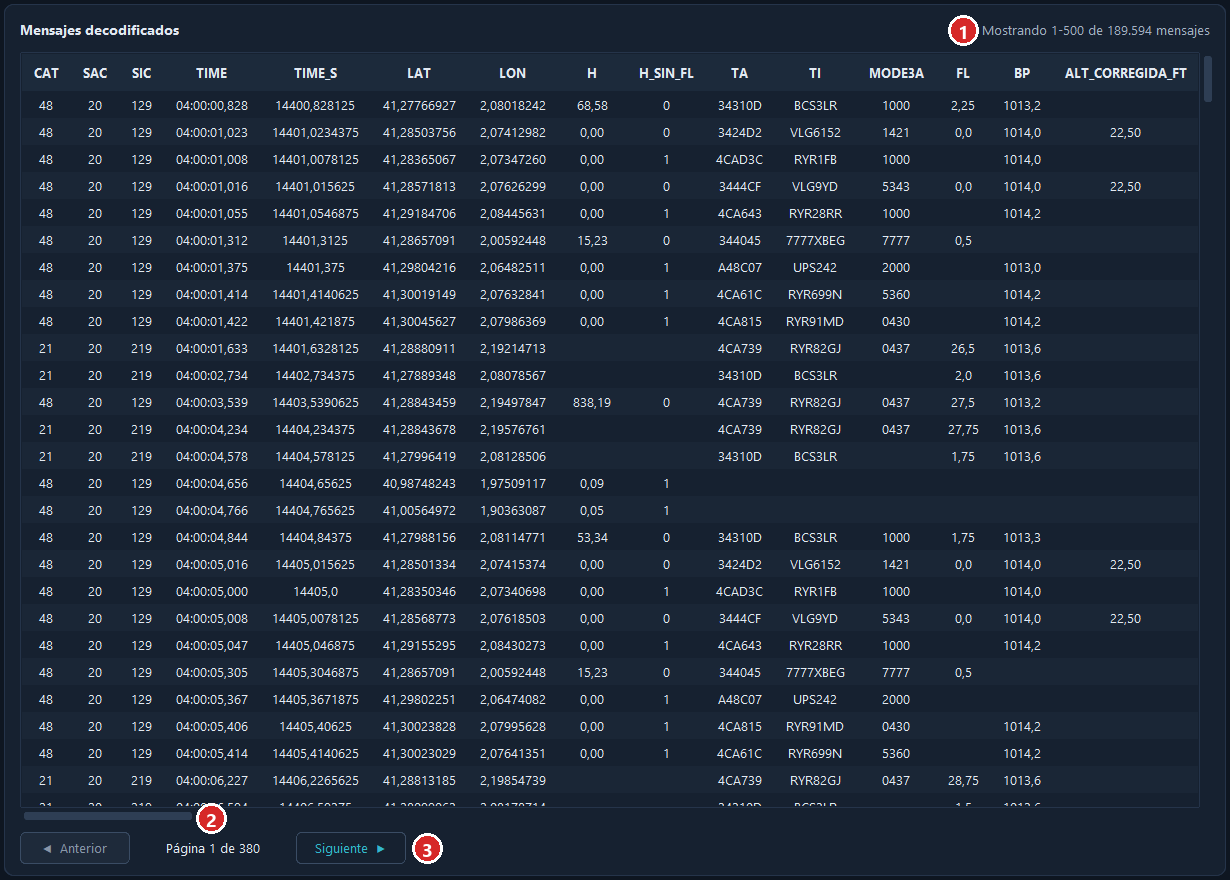 Mensajes decodificados 1 Mostrando 1-500 de 189.594 mensajes
CAT SAC SIC TIME TIME_S LAT LON H H_SIN_FL TA TI MODE3A FL BP ALT_CORREGIDA_FT
48 20 129 04:00:00,828 14400,828125 41,27766927 2,08018242 68,58 0 34310D BCS3LR 1000 2,25 1013,2
48 20 129 04:00:01,023 14401,0234375 41,28503756 2,07412982 0,00 0 3424D2 VLG6152 1421 0,0 1014,0 22,50
48 20 129 04:00:01,008 14401,0078125 41,28365067 2,07347260 0,00 1 4CAD3C RYR1FB 1000 1014,0
48 20 129 04:00:01,016 14401,015625 41,28571813 2,07626299 0,00 0 3444CF VLG9YD 5343 0,0 1014,0 22,50
48 20 129 04:00:01,055 14401,0546875 41,29184706 2,08445631 0,00 1 4CA643 RYR28RR 1000 1014,2
48 20 129 04:00:01,312 14401,3125 41,28657091 2,00592448 15,23 0 344045 7777XBEG 7777 0,5
48 20 129 04:00:01,375 14401,375 41,29804216 2,06482511 0,00 1 A48C07 UPS242 2000 1013,0
48 20 129 04:00:01,414 14401,4140625 41,30019149 2,07632841 0,00 1 4CA61C RYR699N 5360 1014,2
48 20 129 04:00:01,422 14401,421875 41,30045627 2,07986369 0,00 1 4CA815 RYR91MD 0430 1014,2
21 20 219 04:00:01,633 14401,6328125 41,28880911 2,19214713 4CA739 RYR82GJ 0437 26,5 1013,6
21 20 219 04:00:02,734 14402,734375 41,27889348 2,08078567 34310D BCS3LR 2,0 1013,6
48 20 129 04:00:03,539 14403,5390625 41,28843459 2,19497847 838,19 0 4CA739 RYR82GJ 0437 27,5 1013,2
21 20 219 04:00:04,234 14404,234375 41,28843678 2,19576761 4CA739 RYR82GJ 0437 27,75 1013,6
21 20 219 04:00:04,578 14404,578125 41,27996419 2,08128506 34310D BCS3LR 1,75 1013,6
48 20 129 04:00:04,656 14404,65625 40,98748243 1,97509117 0,09 1
48 20 129 04:00:04,766 14404,765625 41,00564972 1,90363087 0,05 1
48 20 129 04:00:04,844 14404,84375 41,27988156 2,08114771 53,34 0 34310D BCS3LR 1000 1,75 1013,3
48 20 129 04:00:05,016 14405,015625 41,28501334 2,07415374 0,00 0 3424D2 VLG6152 1421 0,0 1014,0 22,50
48 20 129 04:00:05,000 14405,0 41,28350346 2,07340698 0,00 1 4CAD3C RYR1FB 1000 1014,0
48 20 129 04:00:05,008 14405,0078125 41,28568773 2,07618503 0,00 0 3444CF VLG9YD 5343 0,0 1014,0 22,50
48 20 129 04:00:05,047 14405,046875 41,29155295 2,08430273 0,00 1 4CA643 RYR28RR 1000 1014,2
48 20 129 04:00:05,305 14405,3046875 41,28657091 2,00592448 15,23 0 344045 7777XBEG 7777 0,5
48 20 129 04:00:05,367 14405,3671875 41,29802251 2,06474082 0,00 1 A48C07 UPS242 2000
48 20 129 04:00:05,406 14405,40625 41,30023828 2,07995628 0,00 1 4CA815 RYR91MD 0430 1014,2
48 20 129 04:00:05,414 14405,4140625 41,30023029 2,07641351 0,00 1 4CA61C RYR699N 5360 1014,2
21 20 219 04:00:06,227 14406,2265625 41,28813185 2,19854739 4CA739 RYR82GJ 0437 28,75 1013,6
2
◄ Anterior Página 1 de 380 Siguiente ► 3